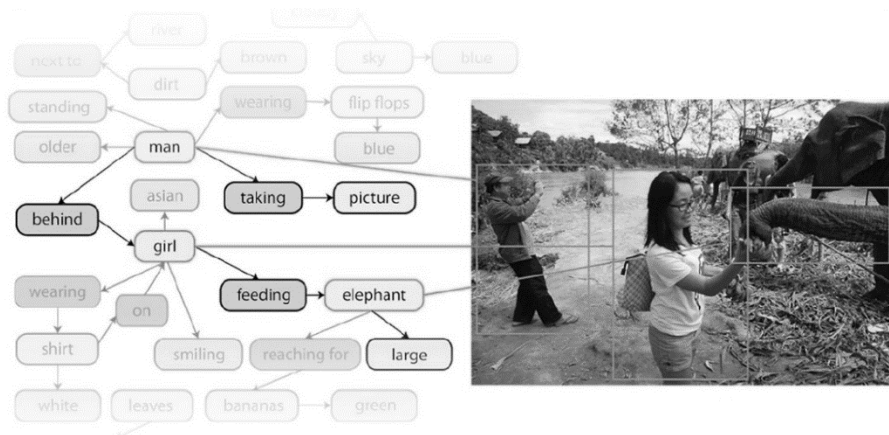 river
next to
brown
sky
blue
dirt
standing
wearing
flip flops
older
man
blue
asian
taking
picture
behind
girl
wearing
feeding
elephant
on
shirt
smiling
reaching for
large
white
leaves
bananas
green